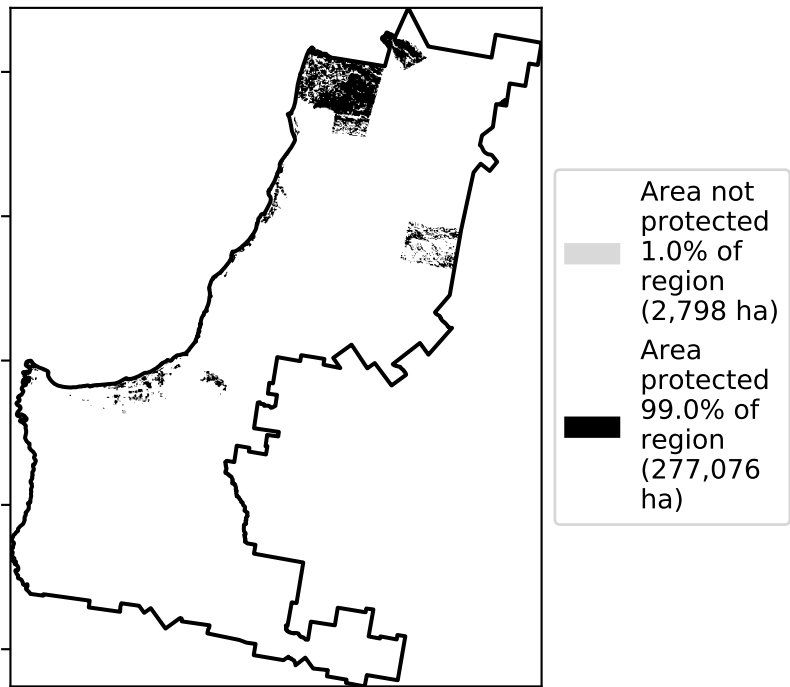 Area not
protected
1.0% of
region
(2,798 ha)
Area
protected
99.0% of
region
(277,076
ha)